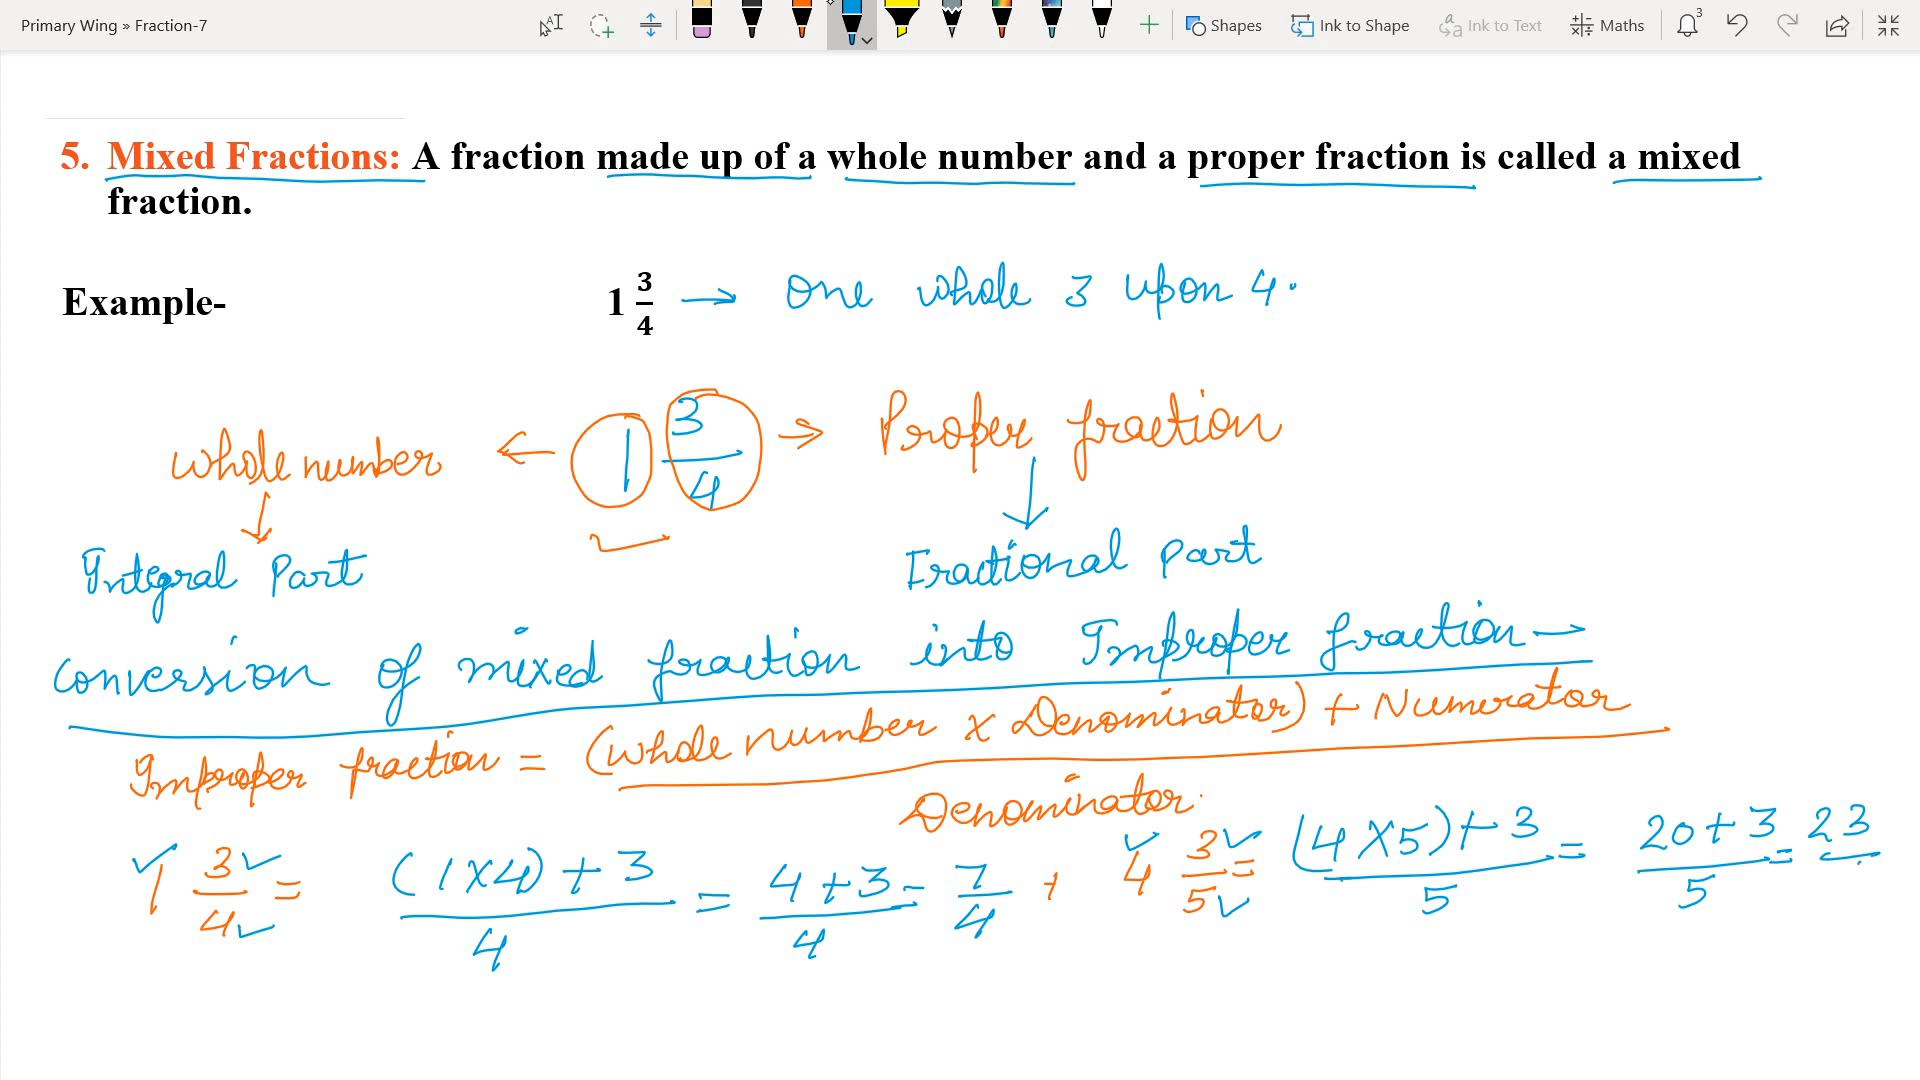 Primary Wing » Fraction-7
Shapes Ink to Shape Ink to Text Maths 3
5. Mixed Fractions: A fraction made up of a whole number and a proper fraction is called a mixed
fraction.
Example- 1 3/4 → One whole 3 upon 4.
Whole number ← 1 3/4 → Proper fraction
↓ ↓
Integral Part Fractional part
Conversion of mixed fraction into Improper fraction →
Improper fraction = (Whole number × Denominator) + Numerator
Denominator.
1 3/4 = (1×4)+3/4 = 4+3/4 = 7/4 , 4 3/5 = (4×5)+3/5 = 20+3/5 = 23